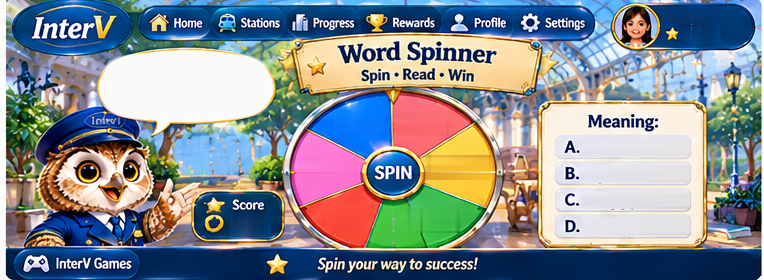 InterV
Home
Stations
Progress
Rewards
Profile
Settings
Word Spinner
Spin • Read • Win
InterV
SPIN
Meaning:
A.
B.
C.
D.
Score
InterV Games
Spin your way to success!